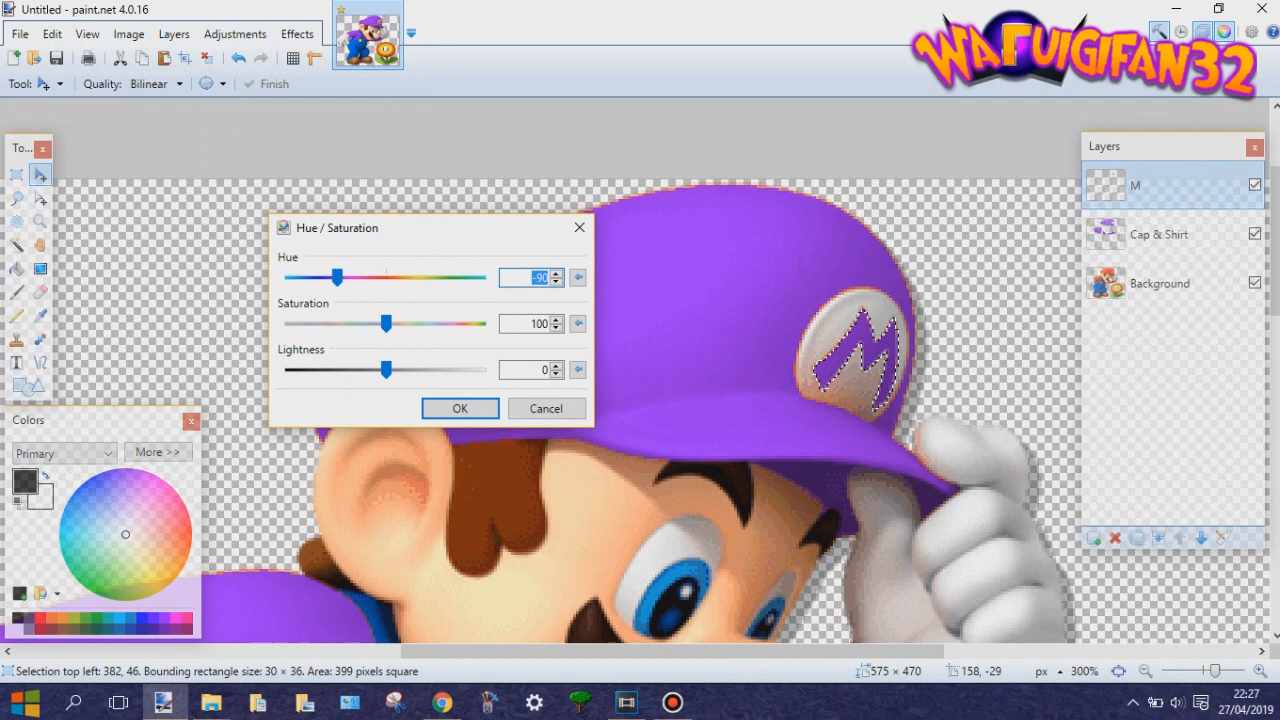 Untitled - paint.net 4.0.16
WAFUIGIFAN32
File Edit View Image Layers Adjustments Effects
Tool: Quality: Bilinear Finish
To...
Layers
M
Cap & Shirt
Background
Hue / Saturation
Hue
-90
Saturation
100
Lightness
0
OK Cancel
M
Colors
Primary More >>
Selection top left: 382, 46. Bounding rectangle size: 30 × 36. Area: 399 pixels square
575 × 470 158, -29 px 300%
22:27
27/04/2019